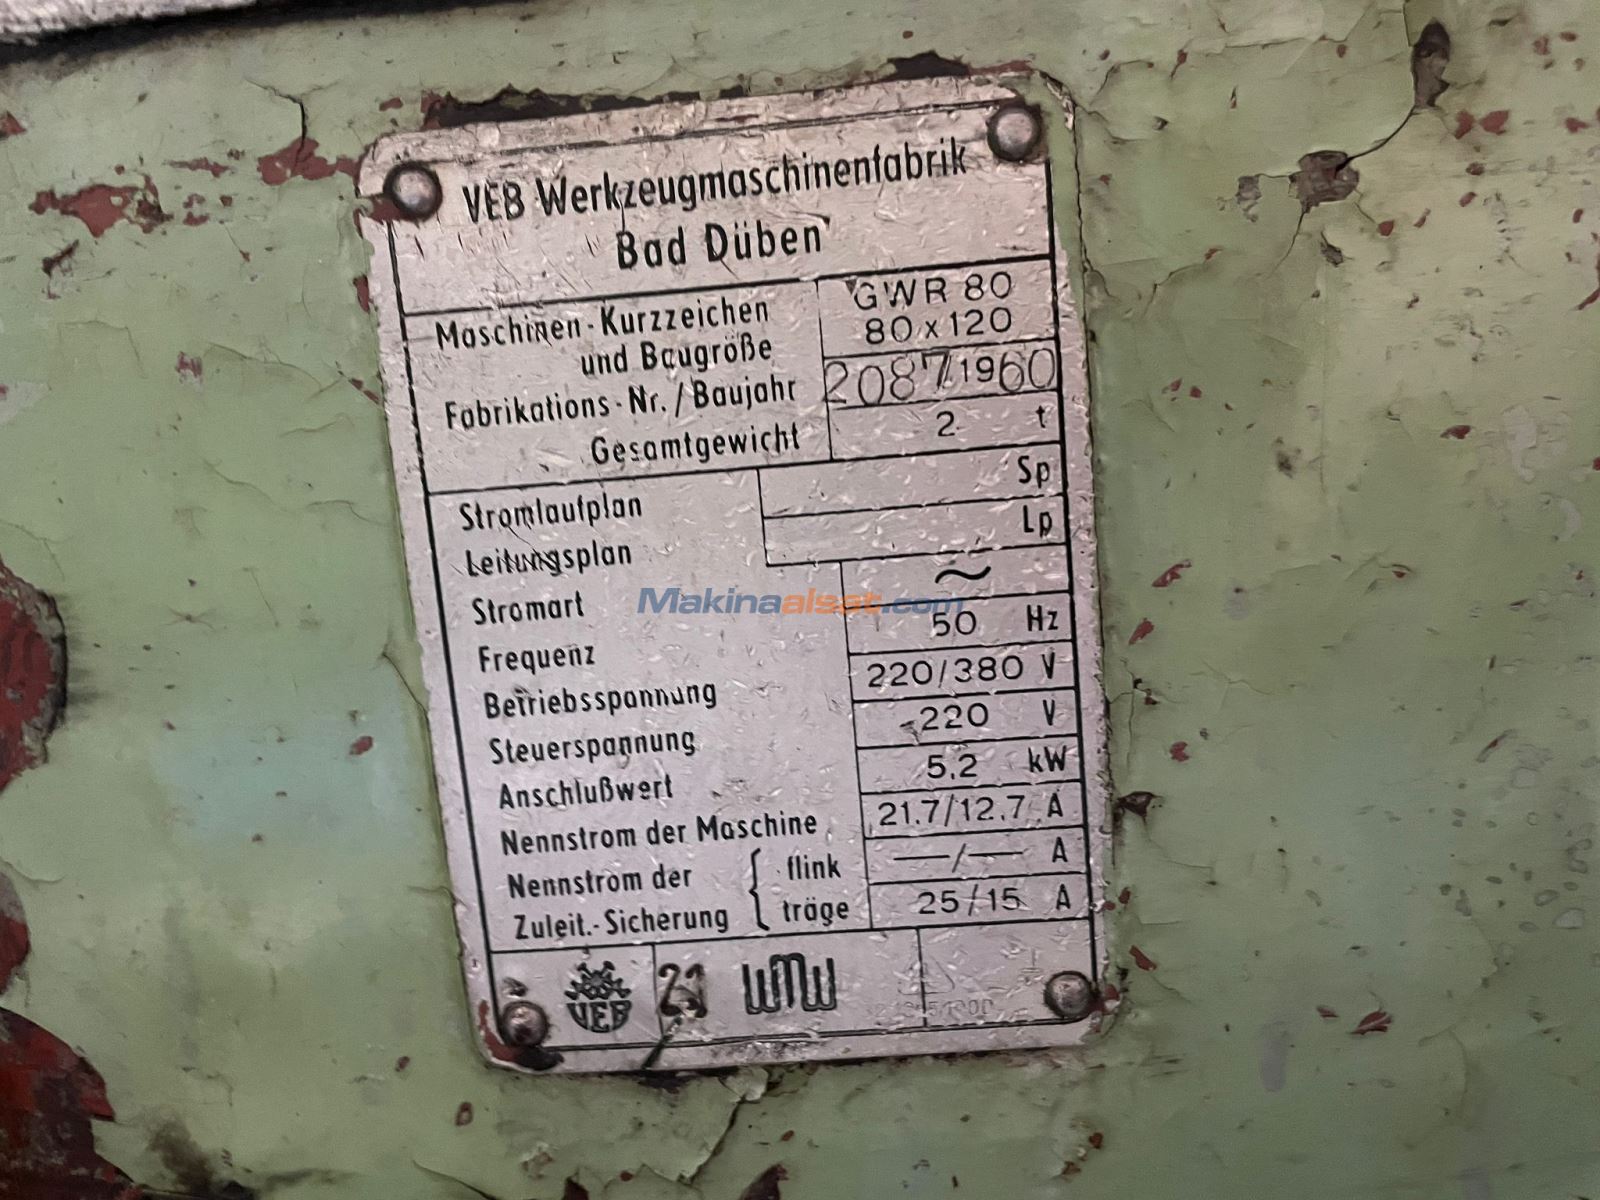 VEB Werkzeugmaschinenfabrik
Bad Düben
Maschinen-Kurzzeichen GWR 80
und Baugröße 80 x 120
Fabrikations-Nr./Baujahr 2087/1960
Gesamtgewicht 2 t
Stromlaufplan Sp
Leitungsplan Lp
Stromart ~
Makinaalsat.com
Frequenz 50 Hz
Betriebsspannung 220/380 V
Steuerspannung 220 V
Anschlußwert 5,2 kW
Nennstrom der Maschine 21,7/12,7 A
Nennstrom der { flink —/— A
Zuleit.-Sicherung träge 25/15 A
VEB 21 WMW